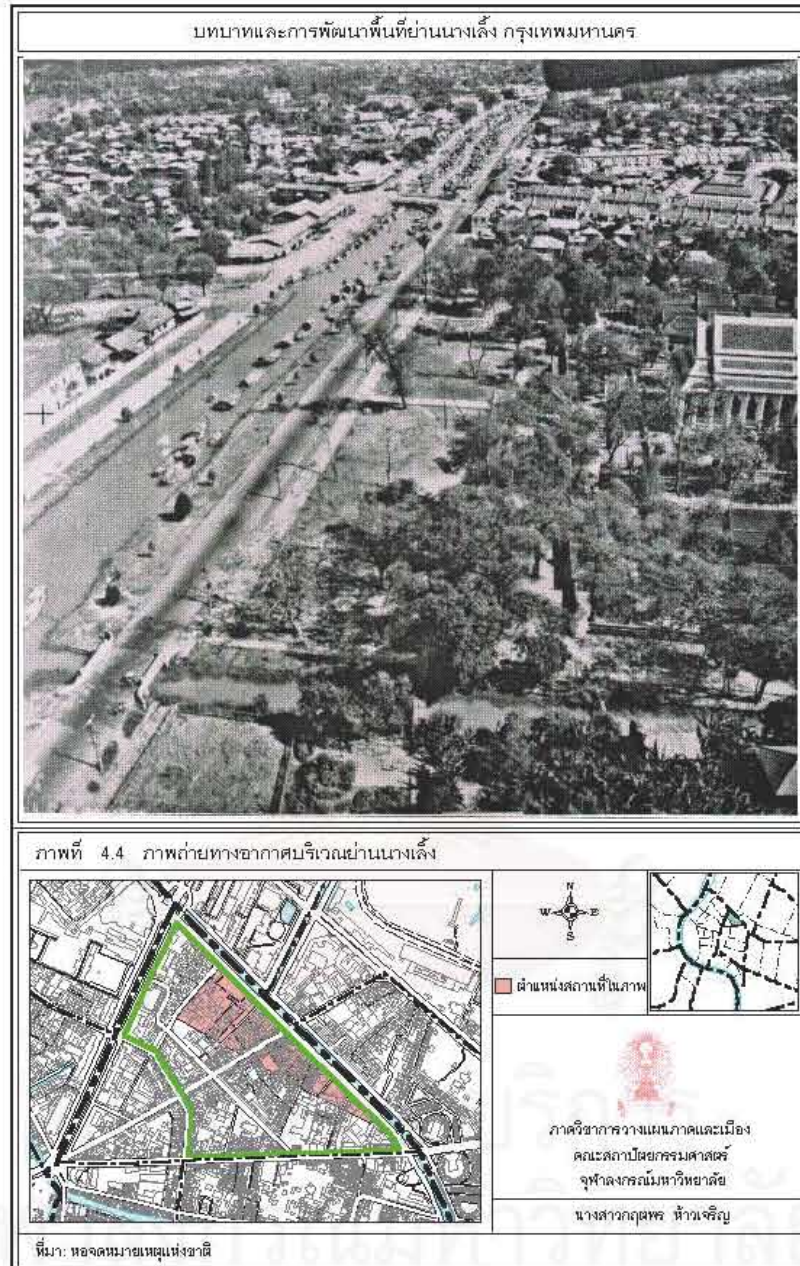 บทบาทและการพัฒนาพื้นที่ย่านนางเลิ้ง กรุงเทพมหานคร
ภาพที่ 4.4 ภาพถ่ายทางอากาศบริเวณย่านนางเลิ้ง
N
W E
S
ตำแหน่งสถานที่ในภาพ
ภาควิชาการวางแผนภาคและเมือง
คณะสถาปัตยกรรมศาสตร์
จุฬาลงกรณ์มหาวิทยาลัย
นางสาวกฤตพร ห้าวเจริญ
ที่มา: หอจดหมายเหตุแห่งชาติ